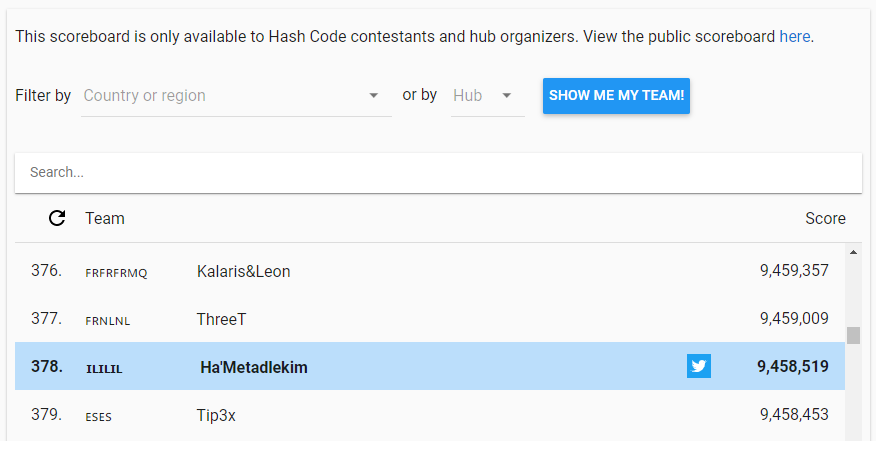 This scoreboard is only available to Hash Code contestants and hub organizers. View the public scoreboard here.
Filter by Country or region or by Hub SHOW ME MY TEAM!
Search...
Team Score
376. FRFRFRMQ Kalaris&Leon 9,459,357
377. FRNLNL ThreeT 9,459,009
378. ILILIL Ha'Metadlekim 9,458,519
379. ESES Tip3x 9,458,453